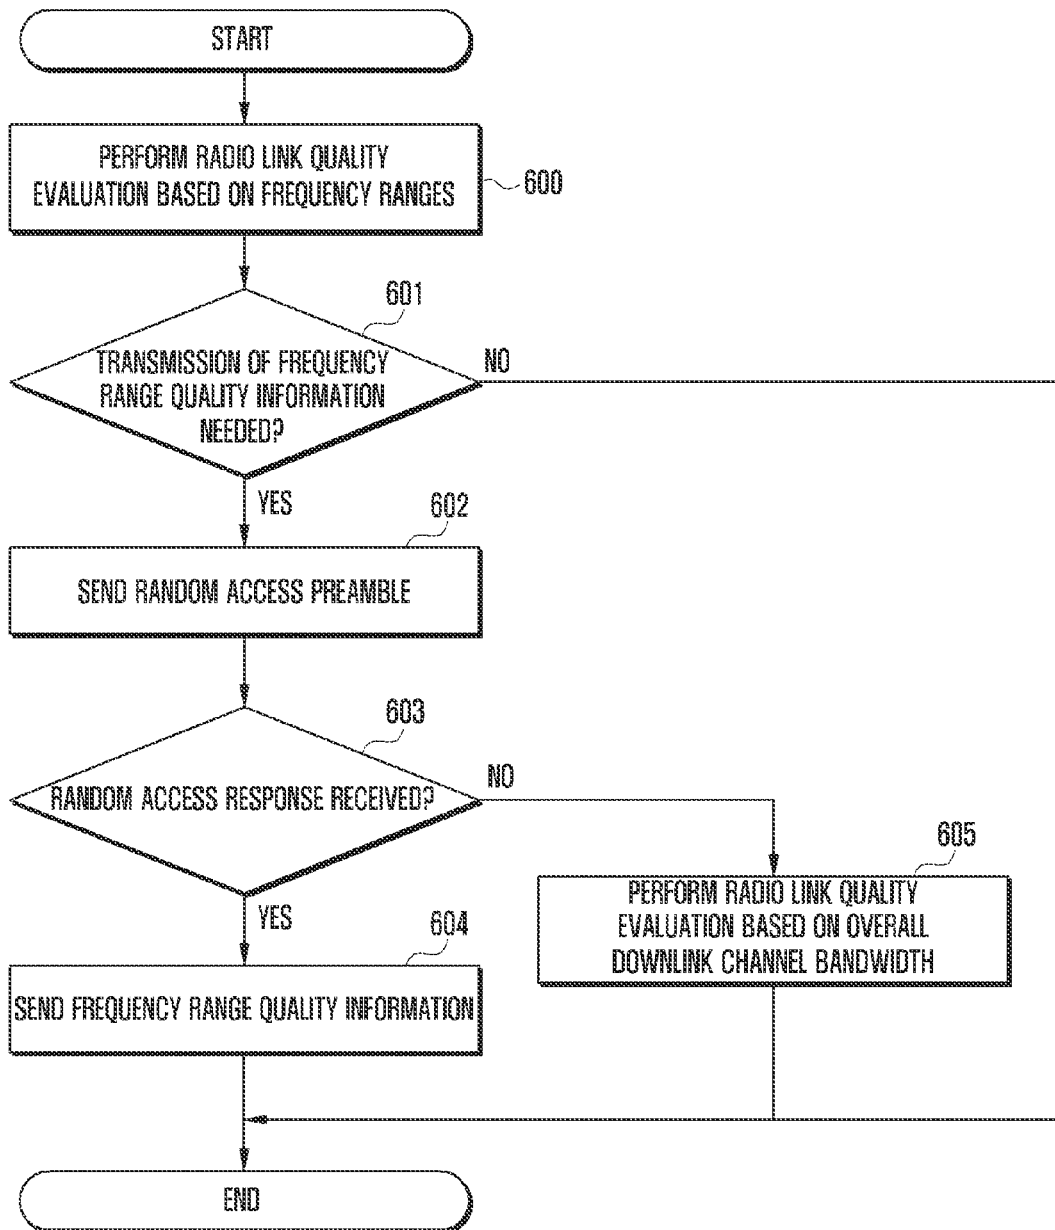 START
PERFORM RADIO LINK QUALITY
EVALUATION BASED ON FREQUENCY RANGES
600
601
TRANSMISSION OF FREQUENCY
RANGE QUALITY INFORMATION
NEEDED?
NO
YES
602
SEND RANDOM ACCESS PREAMBLE
603
RANDOM ACCESS RESPONSE RECEIVED?
NO
YES
605
PERFORM RADIO LINK QUALITY
EVALUATION BASED ON OVERALL
DOWNLINK CHANNEL BANDWIDTH
604
SEND FREQUENCY RANGE QUALITY INFORMATION
END